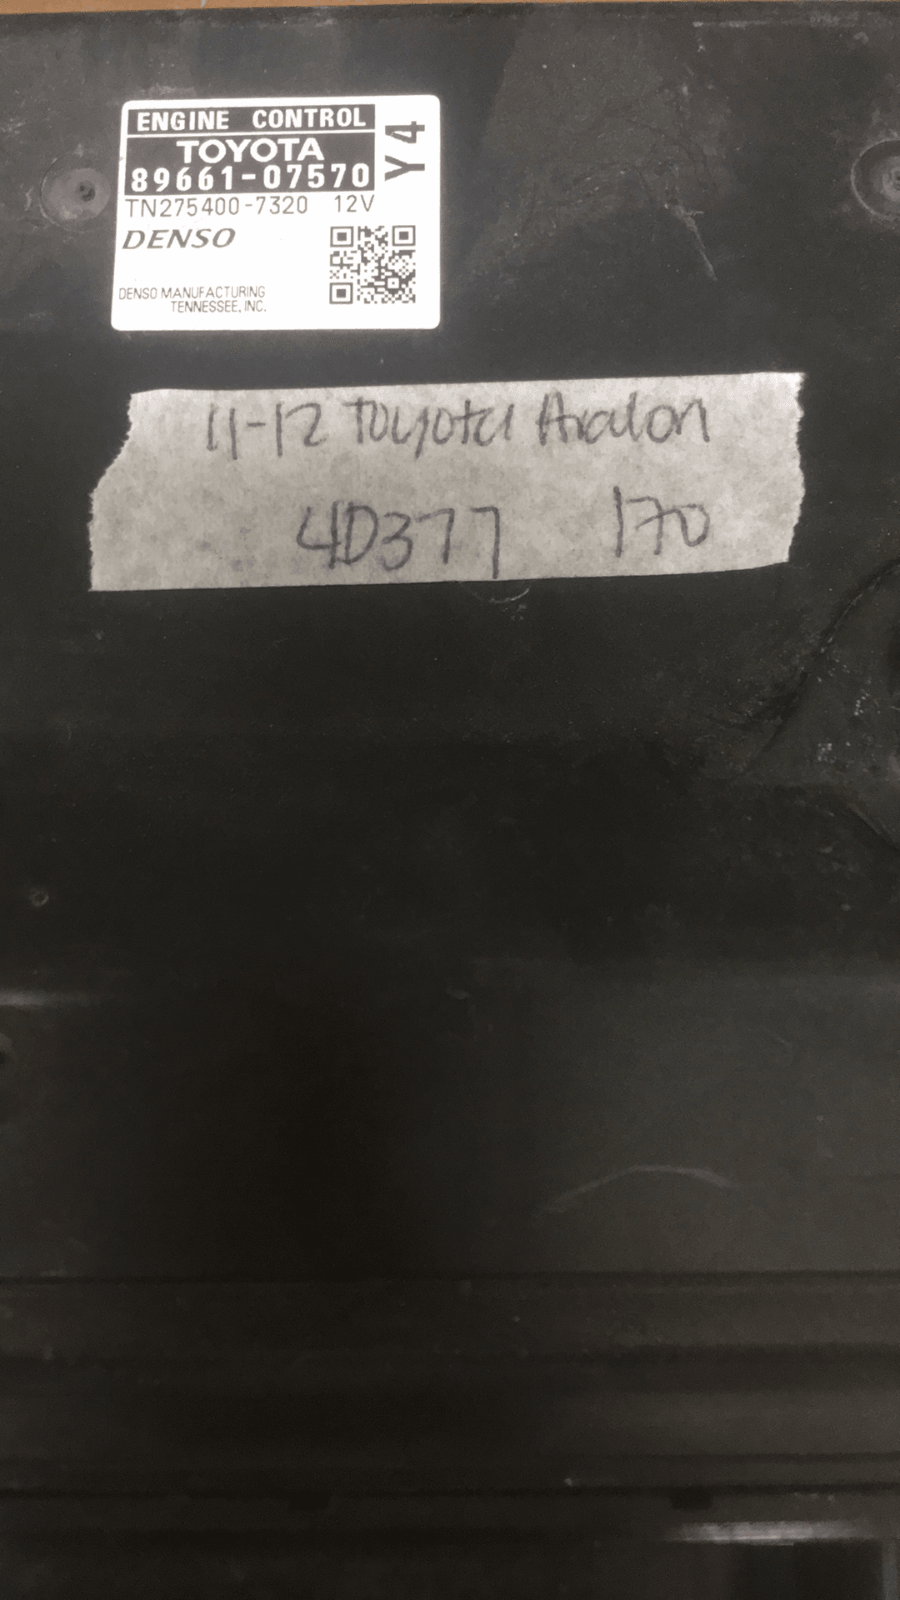 ENGINE CONTROL
TOYOTA
89661-07570
Y4
TN275400-7320 12V
DENSO
DENSO MANUFACTURING
TENNESSEE, INC.
11-12 Toyota Avalon
4D377 170